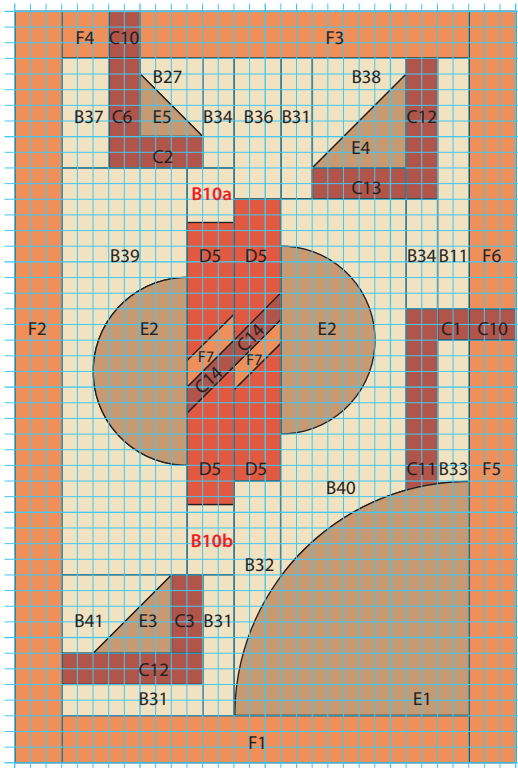 F4 C10 F3
B27 B38
B37 C6 E5 B34 B36 B31 C12
C2 E4
B10a C13
B39 D5 D5 B34 B11 F6
F2 E2 E2 C1 C10
C14
F7 F7
C14
D5 D5 C11 B33 F5
B40
B10b
B32
B41 E3 C3 B31
C12
B31 E1
F1